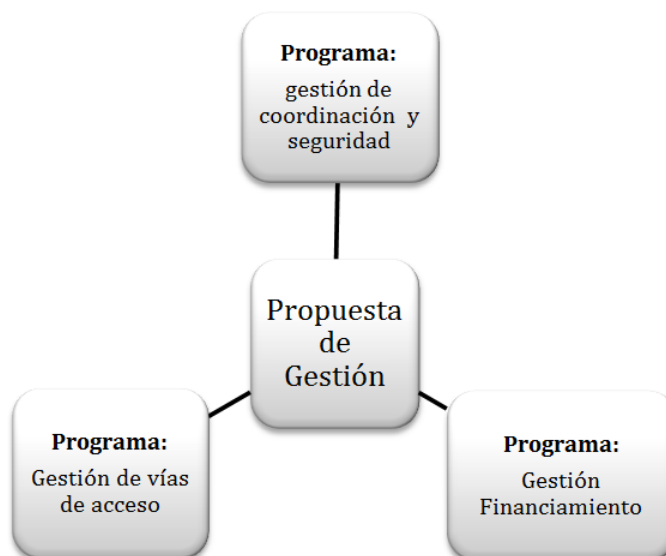 Programa:
gestión de
coordinación y
seguridad
Propuesta
de
Gestión
Programa:
Gestión de vías
de acceso
Programa:
Gestión
Financiamiento